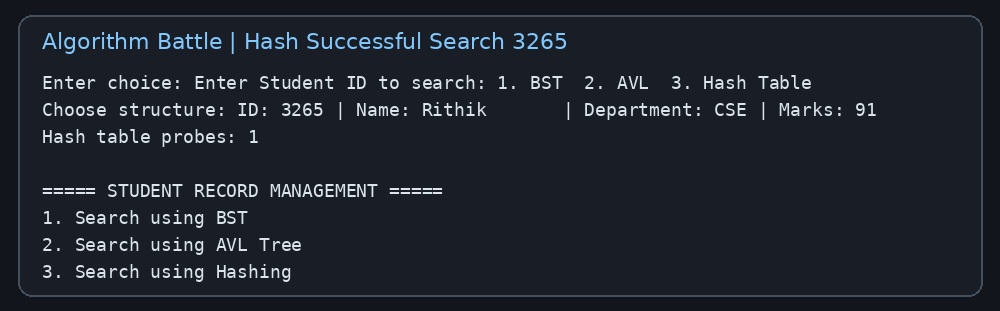 Algorithm Battle | Hash Successful Search 3265
Enter choice: Enter Student ID to search: 1. BST  2. AVL  3. Hash Table
Choose structure: ID: 3265 | Name: Rithik       | Department: CSE | Marks: 91
Hash table probes: 1
===== STUDENT RECORD MANAGEMENT =====
1. Search using BST
2. Search using AVL Tree
3. Search using Hashing